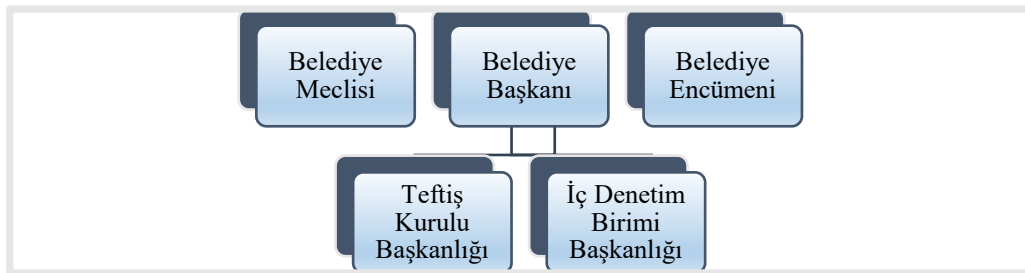 Belediye
Meclisi
Belediye
Başkanı
Belediye
Encümeni
Teftiş
Kurulu
Başkanlığı
İç Denetim
Birimi
Başkanlığı